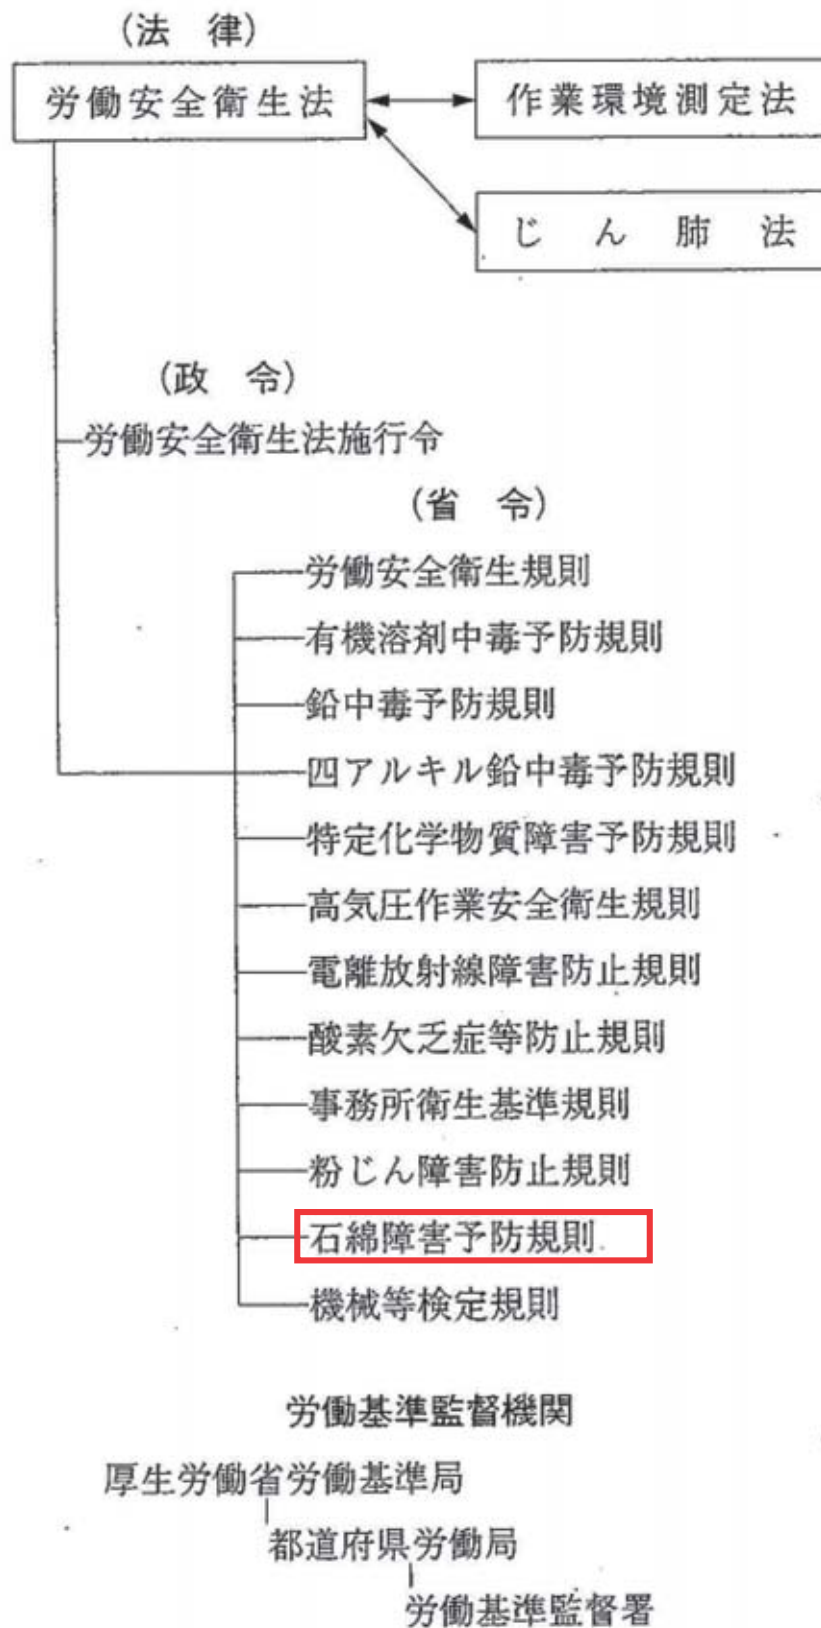 (法 律)
労働安全衛生法
作業環境測定法
じん肺法
(政 令)
労働安全衛生法施行令
(省 令)
労働安全衛生規則
有機溶剤中毒予防規則
鉛中毒予防規則
四アルキル鉛中毒予防規則
特定化学物質障害予防規則
高気圧作業安全衛生規則
電離放射線障害防止規則
酸素欠乏症等防止規則
事務所衛生基準規則
粉じん障害防止規則
石綿障害予防規則
機械等検定規則
労働基準監督機関
厚生労働省労働基準局
都道府県労働局
労働基準監督署